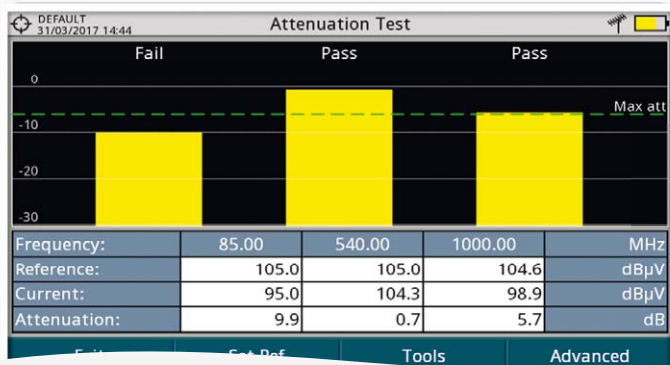 DEFAULT
31/03/2017 14:44
Attenuation Test
Fail Pass Pass
0
Max att
-10
-20
-30
Frequency: 85.00 540.00 1000.00 MHz
Reference: 105.0 105.0 104.6 dBµV
Current: 95.0 104.3 98.9 dBµV
Attenuation: 9.9 0.7 5.7 dB
Tools Advanced